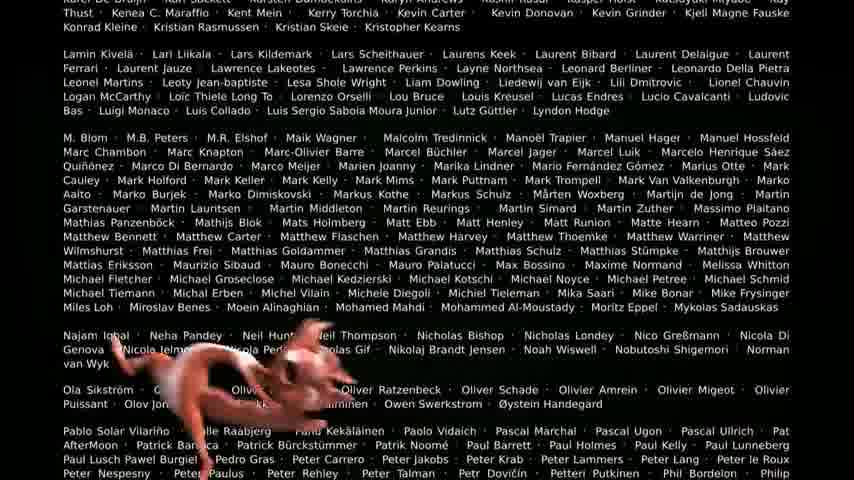 Thust · Kenea C. Maraffio · Kent Mein · Kerry Torchia · Kevin Carter · Kevin Donovan · Kevin Grinder · Kjell Magne Fauske
Konrad Kleine · Kristian Rasmussen · Kristian Skeie · Kristopher Kearns
Lamin Kivelä · Lari Liikala · Lars Kildemark · Lars Scheithauer · Laurens Keek · Laurent Bibard · Laurent Delaigue · Laurent
Ferrari · Laurent Jauze · Lawrence Lakeotes · Lawrence Perkins · Layne Northsea · Leonard Berliner · Leonardo Della Pietra
Leonel Martins · Leoty Jean-baptiste · Lesa Shole Wright · Liam Dowling · Liedewij van Eijk · Lili Dmitrovic · Lionel Chauvin
Logan McCarthy · Loïc Thiele Long To · Lorenzo Orselli · Lou Bruce · Louis Kreusel · Lucas Endres · Lucio Cavalcanti · Ludovic
Bas · Luigi Monaco · Luis Collado · Luis Sergio Saboia Moura Junior · Lutz Güttler · Lyndon Hodge
M. Blom · M.B. Peters · M.R. Elshof · Maik Wagner · Malcolm Tredinnick · Manoël Trapier · Manuel Hager · Manuel Hossfeld
Marc Chambon · Marc Knapton · Marc-Olivier Barre · Marcel Büchler · Marcel Jager · Marcel Luik · Marcelo Henrique Sáez
Quiñónez · Marco Di Bernardo · Marco Meijer · Marien Joanny · Marika Lindner · Mario Fernández Gómez · Marius Otte · Mark
Cauley · Mark Holford · Mark Keller · Mark Kelly · Mark Mims · Mark Puttnam · Mark Trompell · Mark Van Valkenburgh · Marko
Aalto · Marko Burjek · Marko Dimiskovski · Markus Kothe · Markus Schulz · Mårten Woxberg · Martijn de Jong · Martin
Garstenauer · Martin Lauritsen · Martin Middleton · Martin Reurings · Martin Simard · Martin Zuther · Massimo Plaitano
Mathias Panzenböck · Mathijs Blok · Mats Holmberg · Matt Ebb · Matt Henley · Matt Runion · Matte Hearn · Matteo Pozzi
Matthew Bennett · Matthew Carter · Matthew Flaschen · Matthew Harvey · Matthew Thoemke · Matthew Warriner · Matthew
Wilmshurst · Matthias Frei · Matthias Goldammer · Matthias Grandis · Matthias Schulz · Matthias Stümpke · Matthijs Brouwer
Mattias Eriksson · Maurizio Sibaud · Mauro Bonecchi · Mauro Palatucci · Max Bossino · Maxime Normand · Melissa Whitton
Michael Fletcher · Michael Groseclose · Michael Kedzierski · Michael Kotschi · Michael Noyce · Michael Petree · Michael Schmid
Michael Tiemann · Michal Erben · Michel Vilain · Michele Diegoli · Michiel Tieleman · Mika Saari · Mike Bonar · Mike Frysinger
Miles Loh · Miroslav Benes · Moein Alinaghian · Mohamed Mahdi · Mohammed Al-Moustady · Moritz Eppel · Mykolas Sadauskas
Najam Iqbal · Neha Pandey · Neil Hunt · Neil Thompson · Nicholas Bishop · Nicholas Londey · Nico Greßmann · Nicola Di
Genova · Nicola Gif · Nikolaj Brandt Jensen · Noah Wiswell · Nobutoshi Shigemori · Norman
van Wyk
Ola Sikström · Oliver Ratzenbeck · Oliver Schade · Olivier Amrein · Olivier Migeot · Olivier
Puissant · Olov · Owen Swerkstrom · Øystein Handegard
Pablo Solar Vilariño · Raabjerg · Kekäläinen · Paolo Vidaich · Pascal Marchal · Pascal Ugon · Pascal Ullrich · Pat
AfterMoon · Patrick Baroca · Patrick Bürckstümmer · Patrik Noomé · Paul Barrett · Paul Holmes · Paul Kelly · Paul Lunneberg
Paul Lusch Pawel Burgiel · Pedro Gras · Peter Carrero · Peter Jakobs · Peter Krab · Peter Lammers · Peter Lang · Peter le Roux
Peter Nespesny · Peter Paulus · Peter Rehley · Peter Talman · Petr Dovičín · Petteri Putkinen · Phil Bordelon · Philip